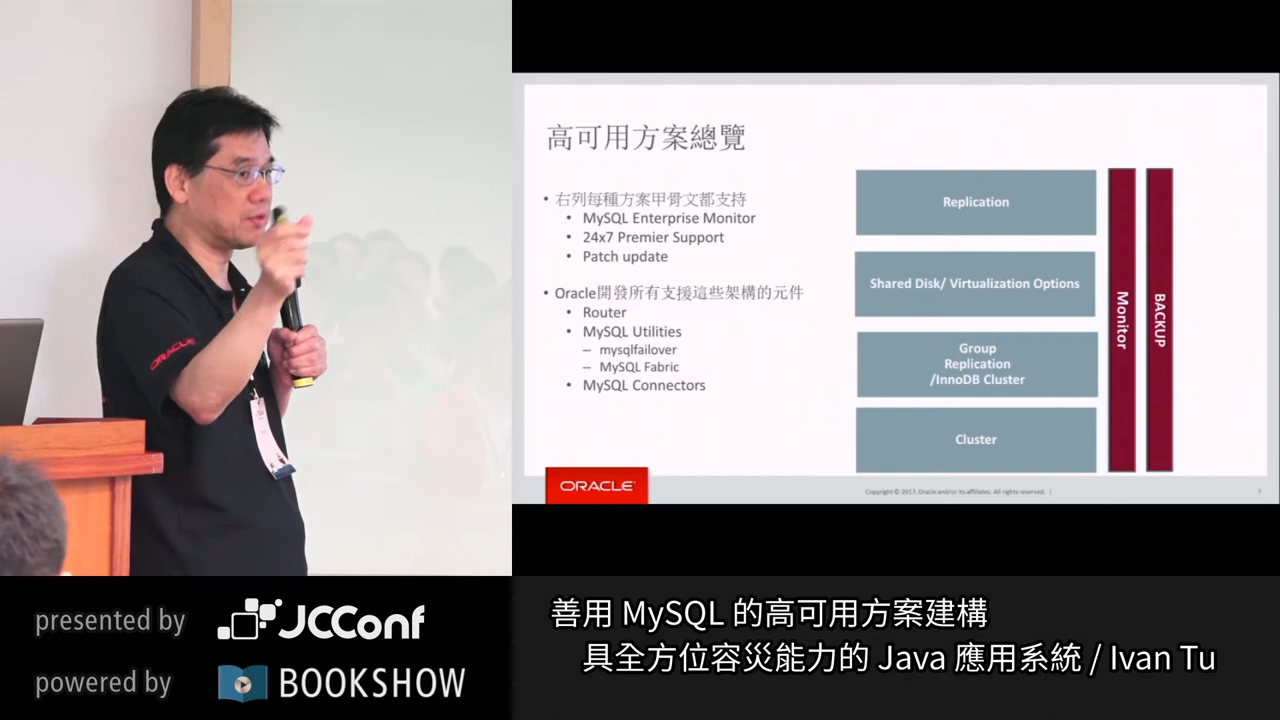 高可用方案總覽
• 右列每種方案甲骨文都支持
• MySQL Enterprise Monitor
• 24x7 Premier Support
• Patch update
• Oracle開發所有支援這些架構的元件
• Router
• MySQL Utilities
– mysqlfailover
– MySQL Fabric
• MySQL Connectors
Replication
Shared Disk/ Virtualization Options
Group
Replication
/InnoDB Cluster
Cluster
Monitor
BACKUP
ORACLE
Copyright © 2017, Oracle and/or its affiliates. All rights reserved. |
7
ORACLE
presented by JCConf
powered by BOOKSHOW
善用 MySQL 的高可用方案建構
具全方位容災能力的 Java 應用系統 / Ivan Tu